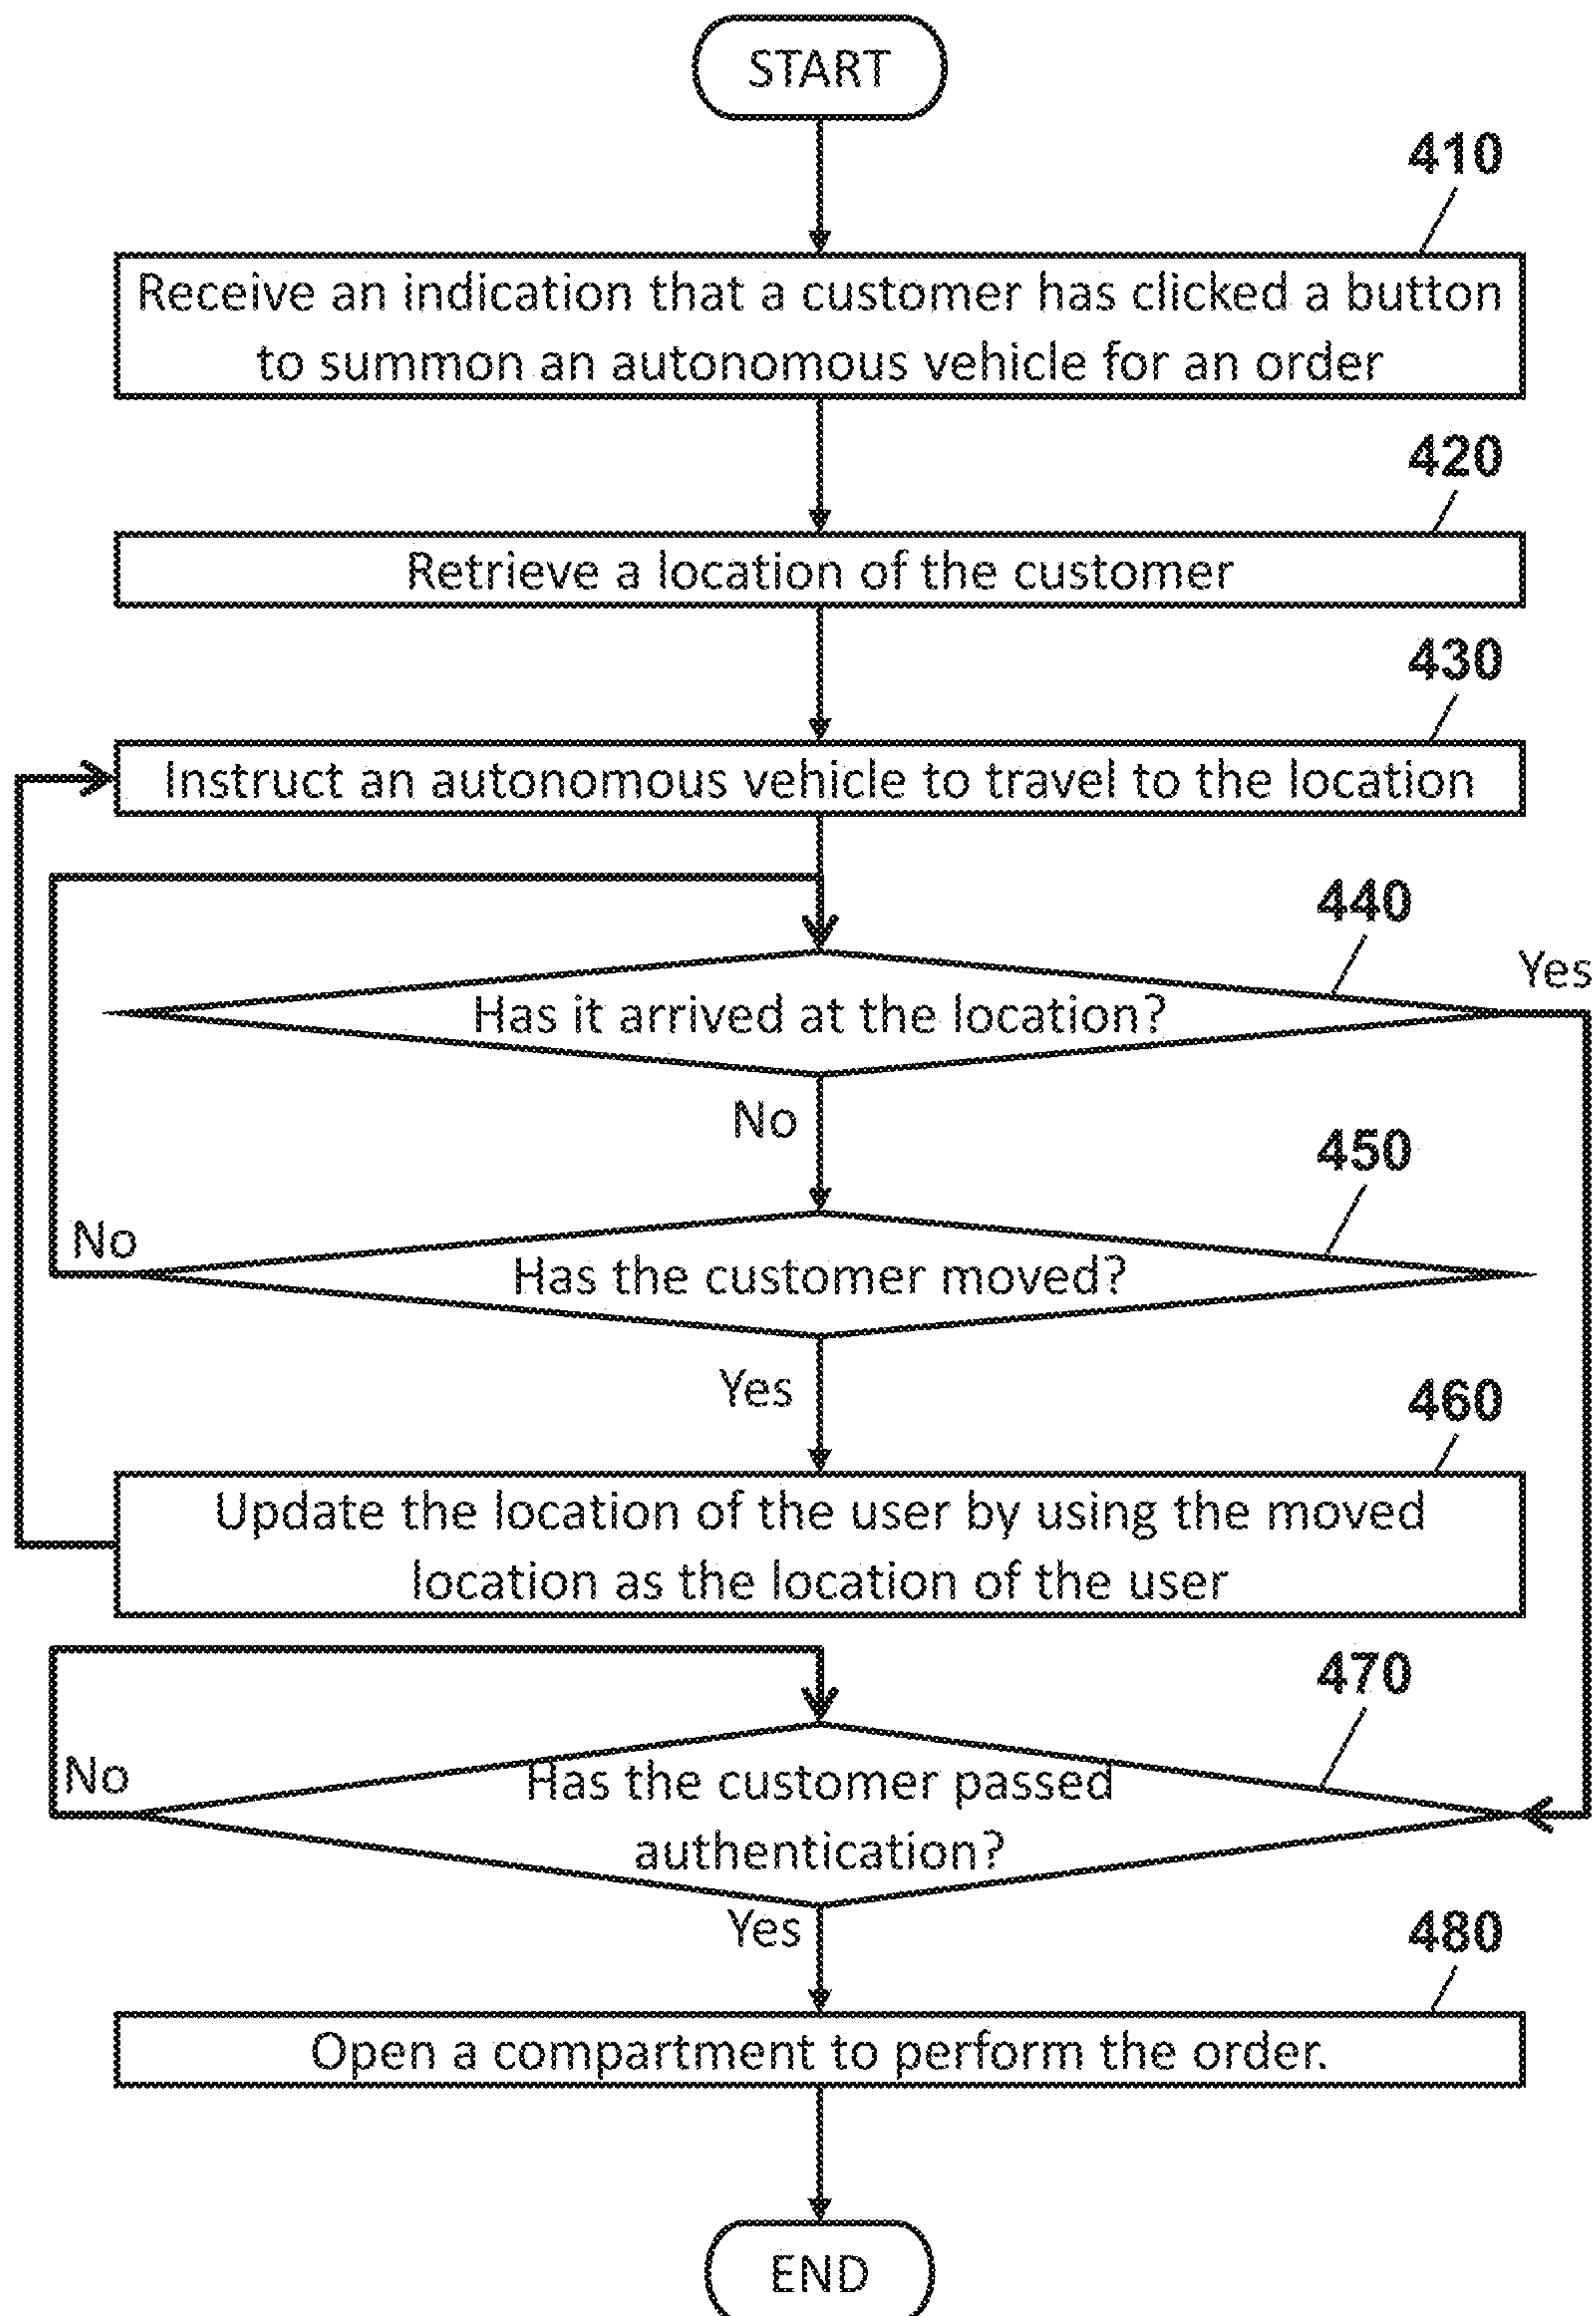 START
410
Receive an indication that a customer has clicked a button
to summon an autonomous vehicle for an order
420
Retrieve a location of the customer
430
Instruct an autonomous vehicle to travel to the location
440
Yes
Has it arrived at the location?
No
450
No
Has the customer moved?
Yes
460
Update the location of the user by using the moved
location as the location of the user
470
No
Has the customer passed
authentication?
Yes
480
Open a compartment to perform the order.
END